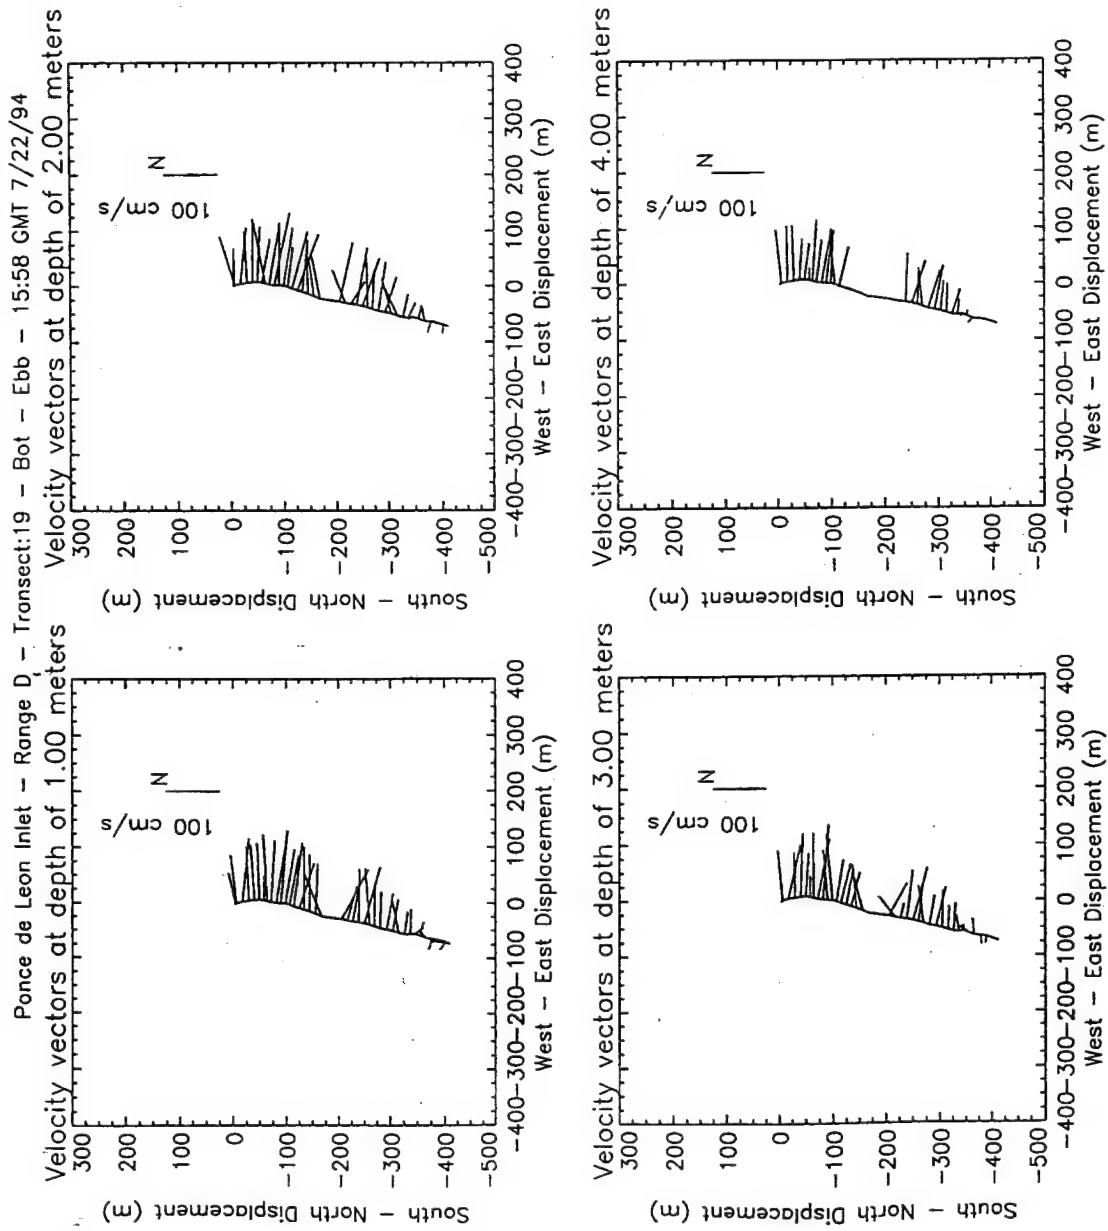 Ponce de Leon Inlet – Range D – Transect:19 – Bot – Ebb – 15:58 GMT 7/22/94
Velocity vectors at depth of 1.00 meters
300
200
100
0
-100
-200
-300
-400
-500
South – North Displacement (m)
100 cm/s
N
-400-300-200-100 0 100 200 300 400
West – East Displacement (m)
Velocity vectors at depth of 2.00 meters
300
200
100
0
-100
-200
-300
-400
-500
South – North Displacement (m)
100 cm/s
N
-400-300-200-100 0 100 200 300 400
West – East Displacement (m)
Velocity vectors at depth of 3.00 meters
300
200
100
0
-100
-200
-300
-400
-500
South – North Displacement (m)
100 cm/s
N
-400-300-200-100 0 100 200 300 400
West – East Displacement (m)
Velocity vectors at depth of 4.00 meters
300
200
100
0
-100
-200
-300
-400
-500
South – North Displacement (m)
100 cm/s
N
-400-300-200-100 0 100 200 300 400
West – East Displacement (m)